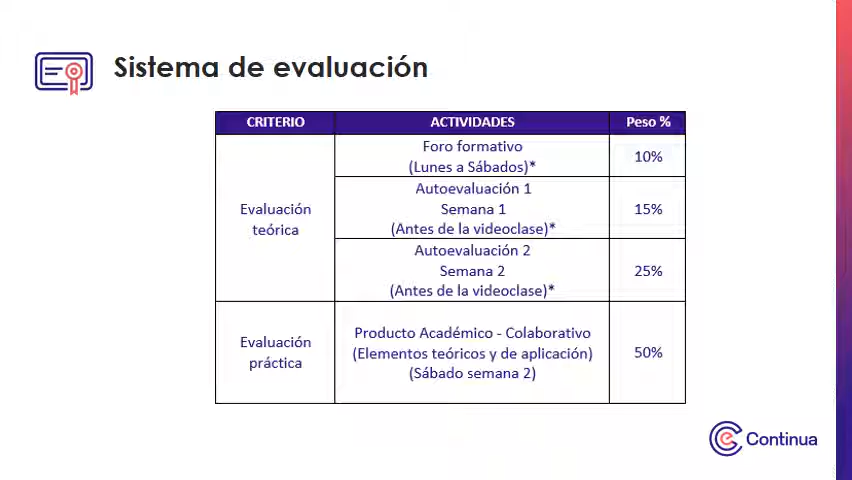 Sistema de evaluación
CRITERIO
ACTIVIDADES
Peso %
Evaluación
teórica
Foro formativo
(Lunes a Sábados)*
10%
Autoevaluación 1
Semana 1
(Antes de la videoclase)*
15%
Autoevaluación 2
Semana 2
(Antes de la videoclase)*
25%
Evaluación
práctica
Producto Académico - Colaborativo
(Elementos teóricos y de aplicación)
(Sábado semana 2)
50%
Continua